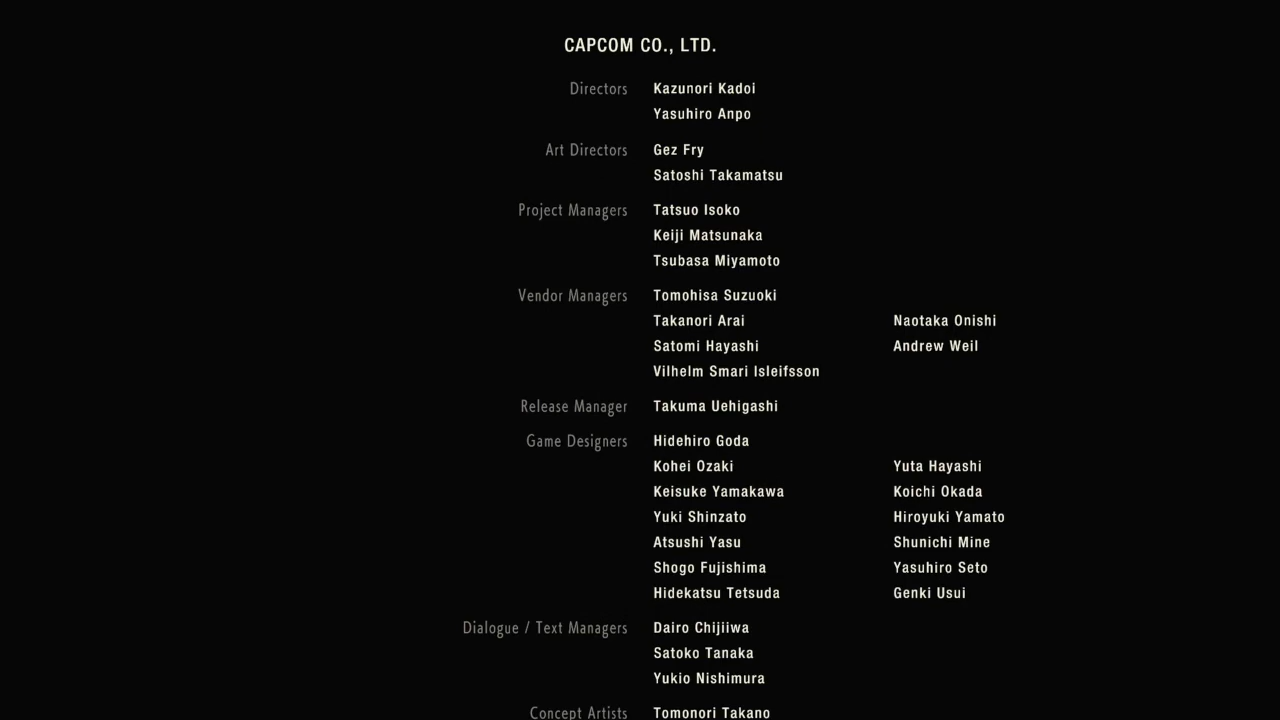 CAPCOM CO., LTD.
Directors Kazunori Kadoi
Yasuhiro Anpo
Art Directors Gez Fry
Satoshi Takamatsu
Project Managers Tatsuo Isoko
Keiji Matsunaka
Tsubasa Miyamoto
Vendor Managers Tomohisa Suzuoki
Takanori Arai Naotaka Onishi
Satomi Hayashi Andrew Weil
Vilhelm Smari Isleifsson
Release Manager Takuma Uehigashi
Game Designers Hidehiro Goda
Kohei Ozaki Yuta Hayashi
Keisuke Yamakawa Koichi Okada
Yuki Shinzato Hiroyuki Yamato
Atsushi Yasu Shunichi Mine
Shogo Fujishima Yasuhiro Seto
Hidekatsu Tetsuda Genki Usui
Dialogue / Text Managers Dairo Chijiiwa
Satoko Tanaka
Yukio Nishimura
Concept Artists Tomonori Takano